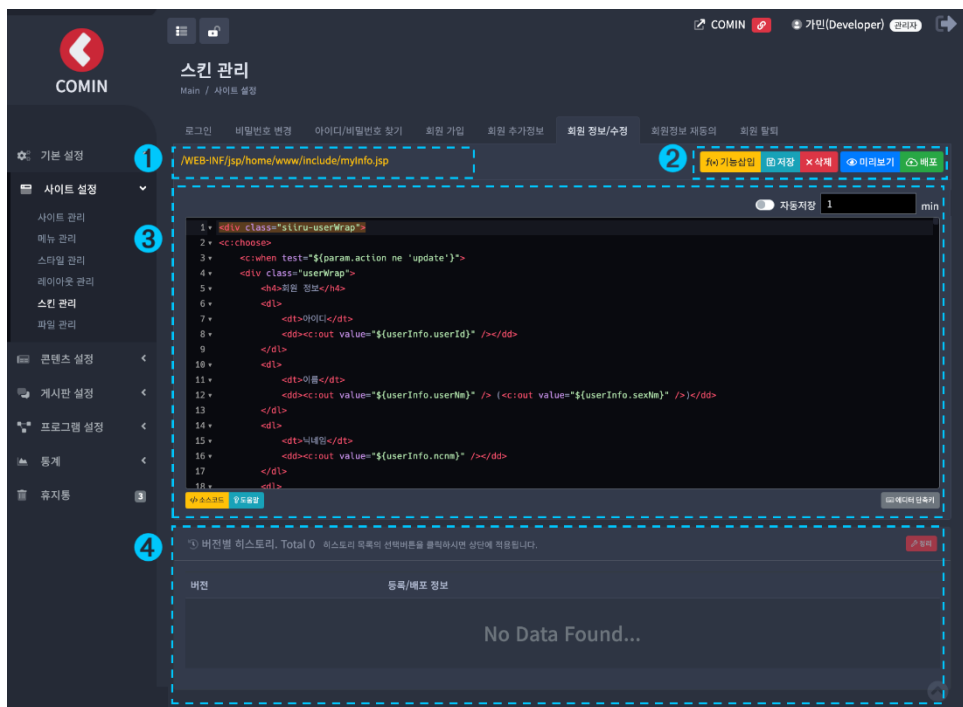 COMIN 가민(Developer) 관리자
COMIN
스킨 관리
Main / 사이트 설정
로그인 비밀번호 변경 아이디/비밀번호 찾기 회원 가입 회원 추가정보 회원 정보/수정 회원정보 재동의 회원 탈퇴
기본 설정
사이트 설정
사이트 관리
메뉴 관리
스타일 관리
레이아웃 관리
스킨 관리
파일 관리
콘텐츠 설정
게시판 설정
프로그램 설정
통계
휴지통 3
1
/WEB-INF/jsp/home/www/include/myInfo.jsp
2
f(x) 기능삽입 저장 삭제 미리보기 배포
3
자동저장 1 min
1 <div class="siiru-userWrap">
2 <c:choose>
3 <c:when test="${param.action ne 'update'}">
4 <div class="userWrap">
5 <h4>회원 정보</h4>
6 <dl>
7 <dt>아이디</dt>
8 <dd><c:out value="${userInfo.userId}" /></dd>
9 </dl>
10 <dl>
11 <dt>이름</dt>
12 <dd><c:out value="${userInfo.userNm}" /> (<c:out value="${userInfo.sexNm}" />)</dd>
13 </dl>
14 <dl>
15 <dt>닉네임</dt>
16 <dd><c:out value="${userInfo.ncnm}" /></dd>
17 </dl>
18 <dl>
</> 소스코드 도움말 에디터 단축키
4
버전별 히스토리. Total 0 히스토리 목록의 선택버튼을 클릭하시면 상단에 적용됩니다.
버전 등록/배포 정보
No Data Found...